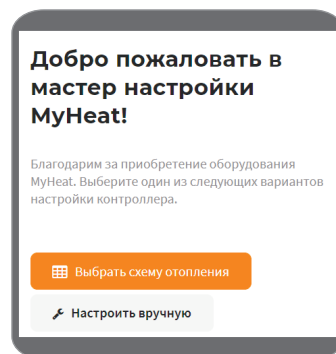 Добро пожаловать в
мастер настройки
MyHeat!
Благодарим за приобретение оборудования
MyHeat. Выберите один из следующих вариантов
настройки контроллера.
Выбрать схему отопления
Настроить вручную